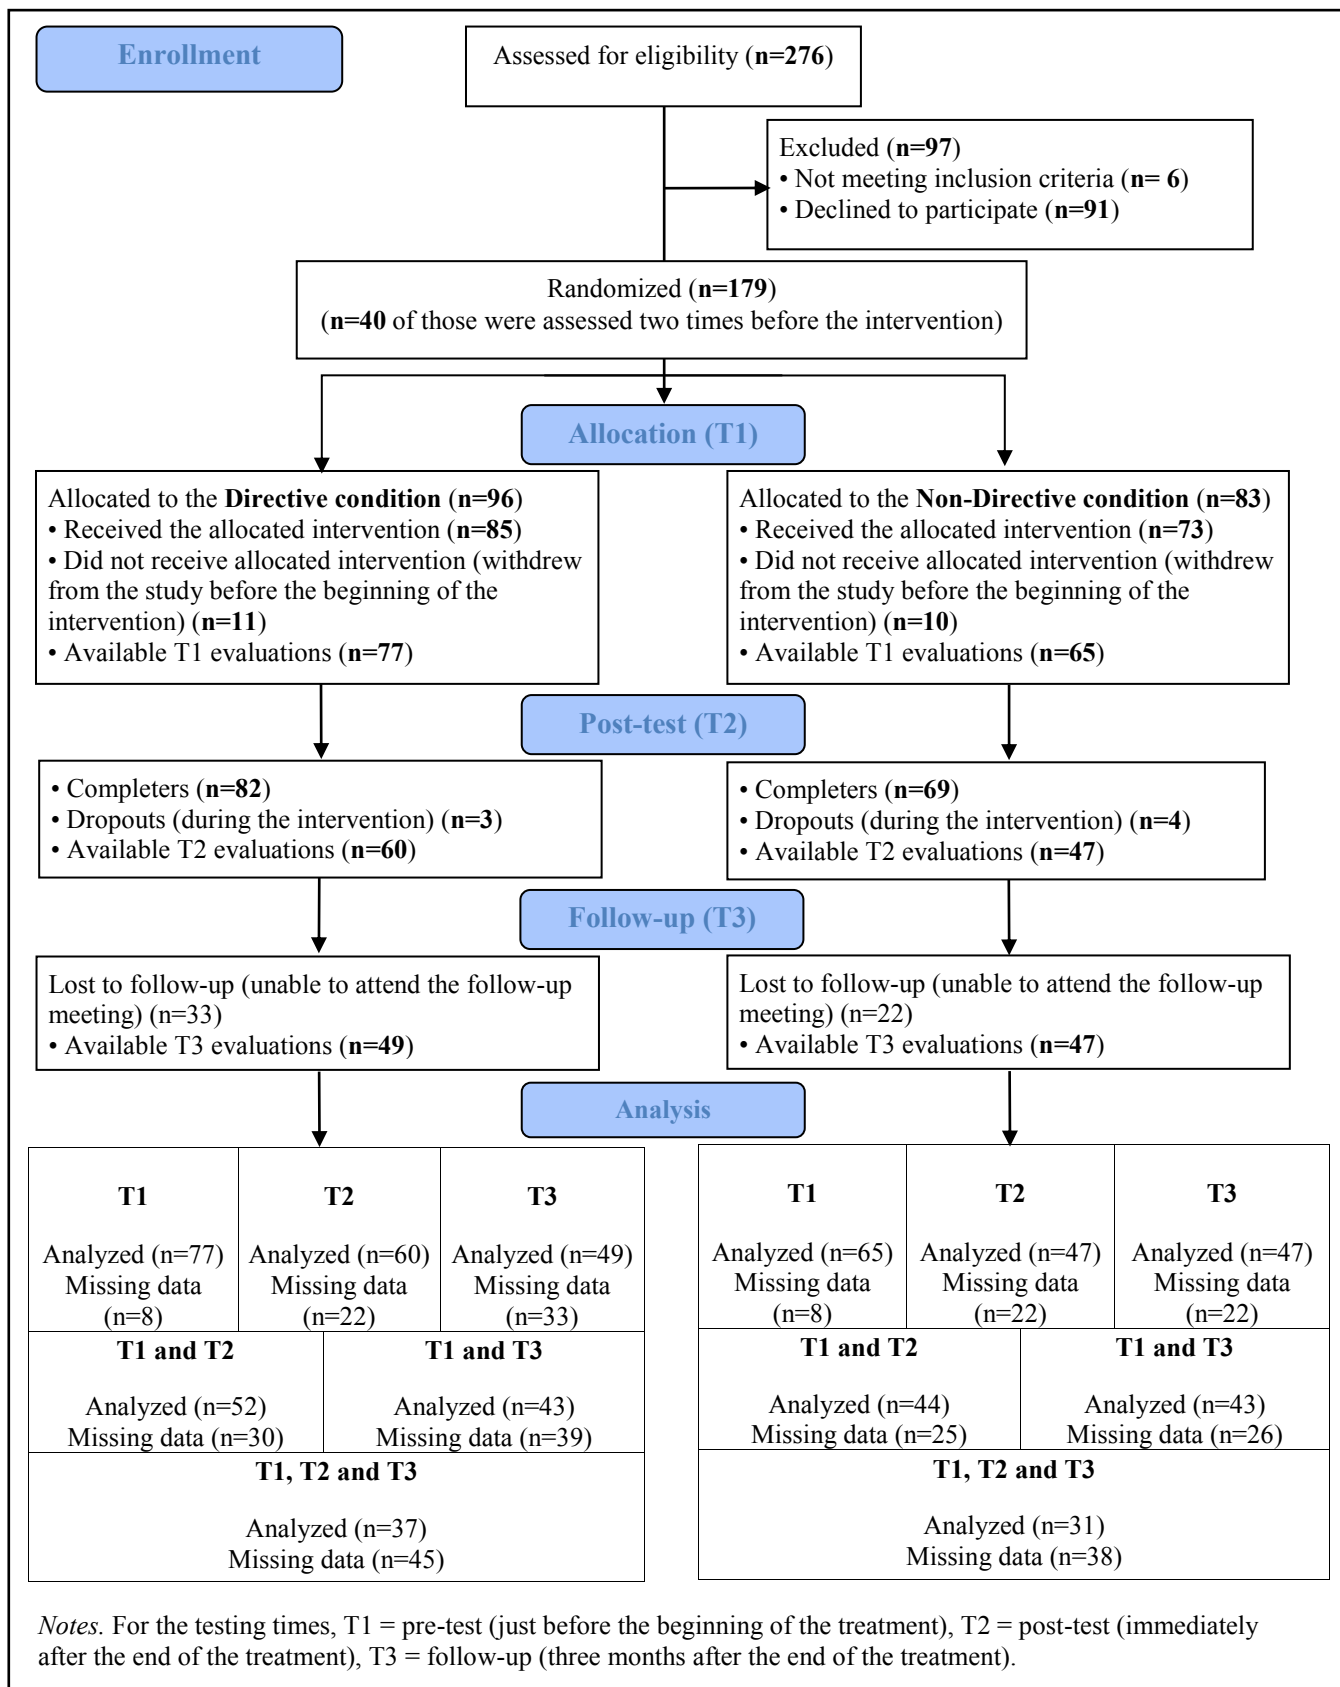 Enrollment
Assessed for eligibility (n=276)
Excluded (n=97)
• Not meeting inclusion criteria (n= 6)
• Declined to participate (n=91)
Randomized (n=179)
(n=40 of those were assessed two times before the intervention)
Allocation (T1)
Allocated to the Directive condition (n=96)
• Received the allocated intervention (n=85)
• Did not receive allocated intervention (withdrew
from the study before the beginning of the
intervention) (n=11)
• Available T1 evaluations (n=77)
Allocated to the Non-Directive condition (n=83)
• Received the allocated intervention (n=73)
• Did not receive allocated intervention (withdrew
from the study before the beginning of the
intervention) (n=10)
• Available T1 evaluations (n=65)
Post-test (T2)
• Completers (n=82)
• Dropouts (during the intervention) (n=3)
• Available T2 evaluations (n=60)
• Completers (n=69)
• Dropouts (during the intervention) (n=4)
• Available T2 evaluations (n=47)
Follow-up (T3)
Lost to follow-up (unable to attend the follow-up
meeting) (n=33)
• Available T3 evaluations (n=49)
Lost to follow-up (unable to attend the follow-up
meeting) (n=22)
• Available T3 evaluations (n=47)
Analysis
T1
Analyzed (n=77)
Missing data
(n=8)
T2
Analyzed (n=60)
Missing data
(n=22)
T3
Analyzed (n=49)
Missing data
(n=33)
T1 and T2
Analyzed (n=52)
Missing data (n=30)
T1 and T3
Analyzed (n=43)
Missing data (n=39)
T1, T2 and T3
Analyzed (n=37)
Missing data (n=45)
T1
Analyzed (n=65)
Missing data
(n=8)
T2
Analyzed (n=47)
Missing data
(n=22)
T3
Analyzed (n=47)
Missing data
(n=22)
T1 and T2
Analyzed (n=44)
Missing data (n=25)
T1 and T3
Analyzed (n=43)
Missing data (n=26)
T1, T2 and T3
Analyzed (n=31)
Missing data (n=38)
Notes. For the testing times, T1 = pre-test (just before the beginning of the treatment), T2 = post-test (immediately
after the end of the treatment), T3 = follow-up (three months after the end of the treatment).